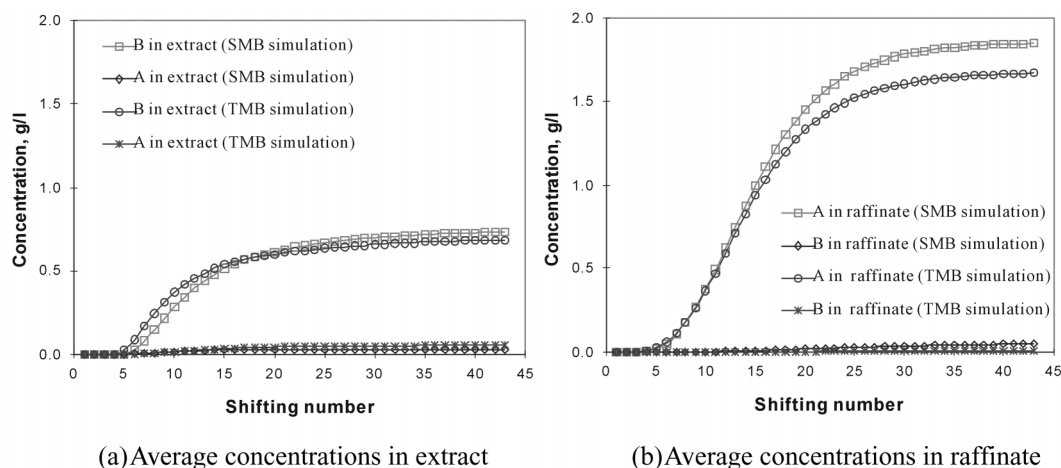 2.0
1.5
1.0
0.5
0.0
Concentration, g/l
B in extract (SMB simulation)
A in extract (SMB simulation)
B in extract (TMB simulation)
A in extract (TMB simulation)
0 5 10 15 20 25 30 35 40 45
Shifting number
(a)Average concentrations in extract
2.0
1.5
1.0
0.5
0.0
Concentration, g/l
A in raffinate (SMB simulation)
B in raffinate (SMB simulation)
A in raffinate (TMB simulation)
B in raffinate (TMB simulation)
0 5 10 15 20 25 30 35 40 45
Shifting number
(b)Average concentrations in raffinate